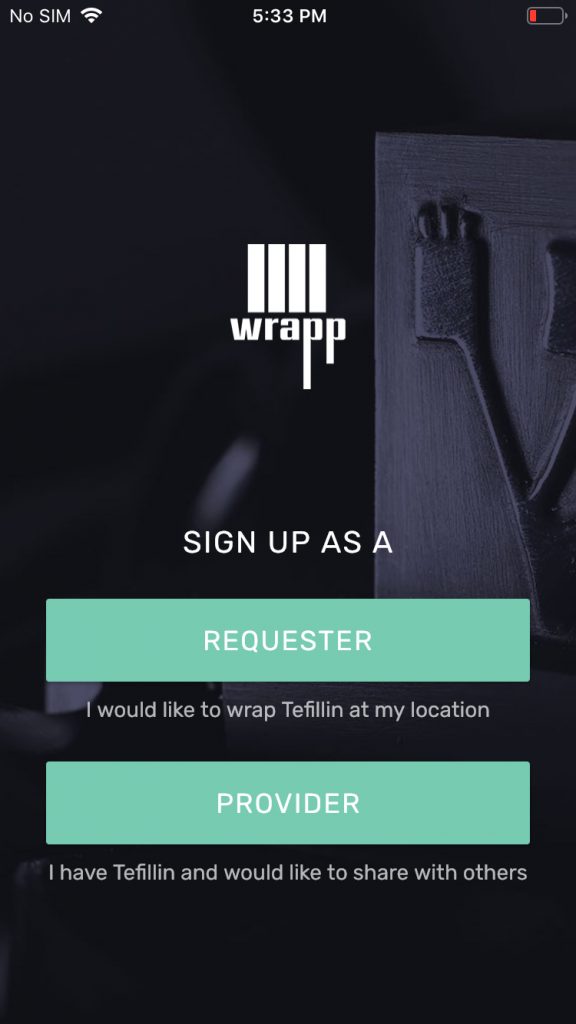 No SIM 5:33 PM
wrapp
SIGN UP AS A
REQUESTER
I would like to wrap Tefillin at my location
PROVIDER
I have Tefillin and would like to share with others